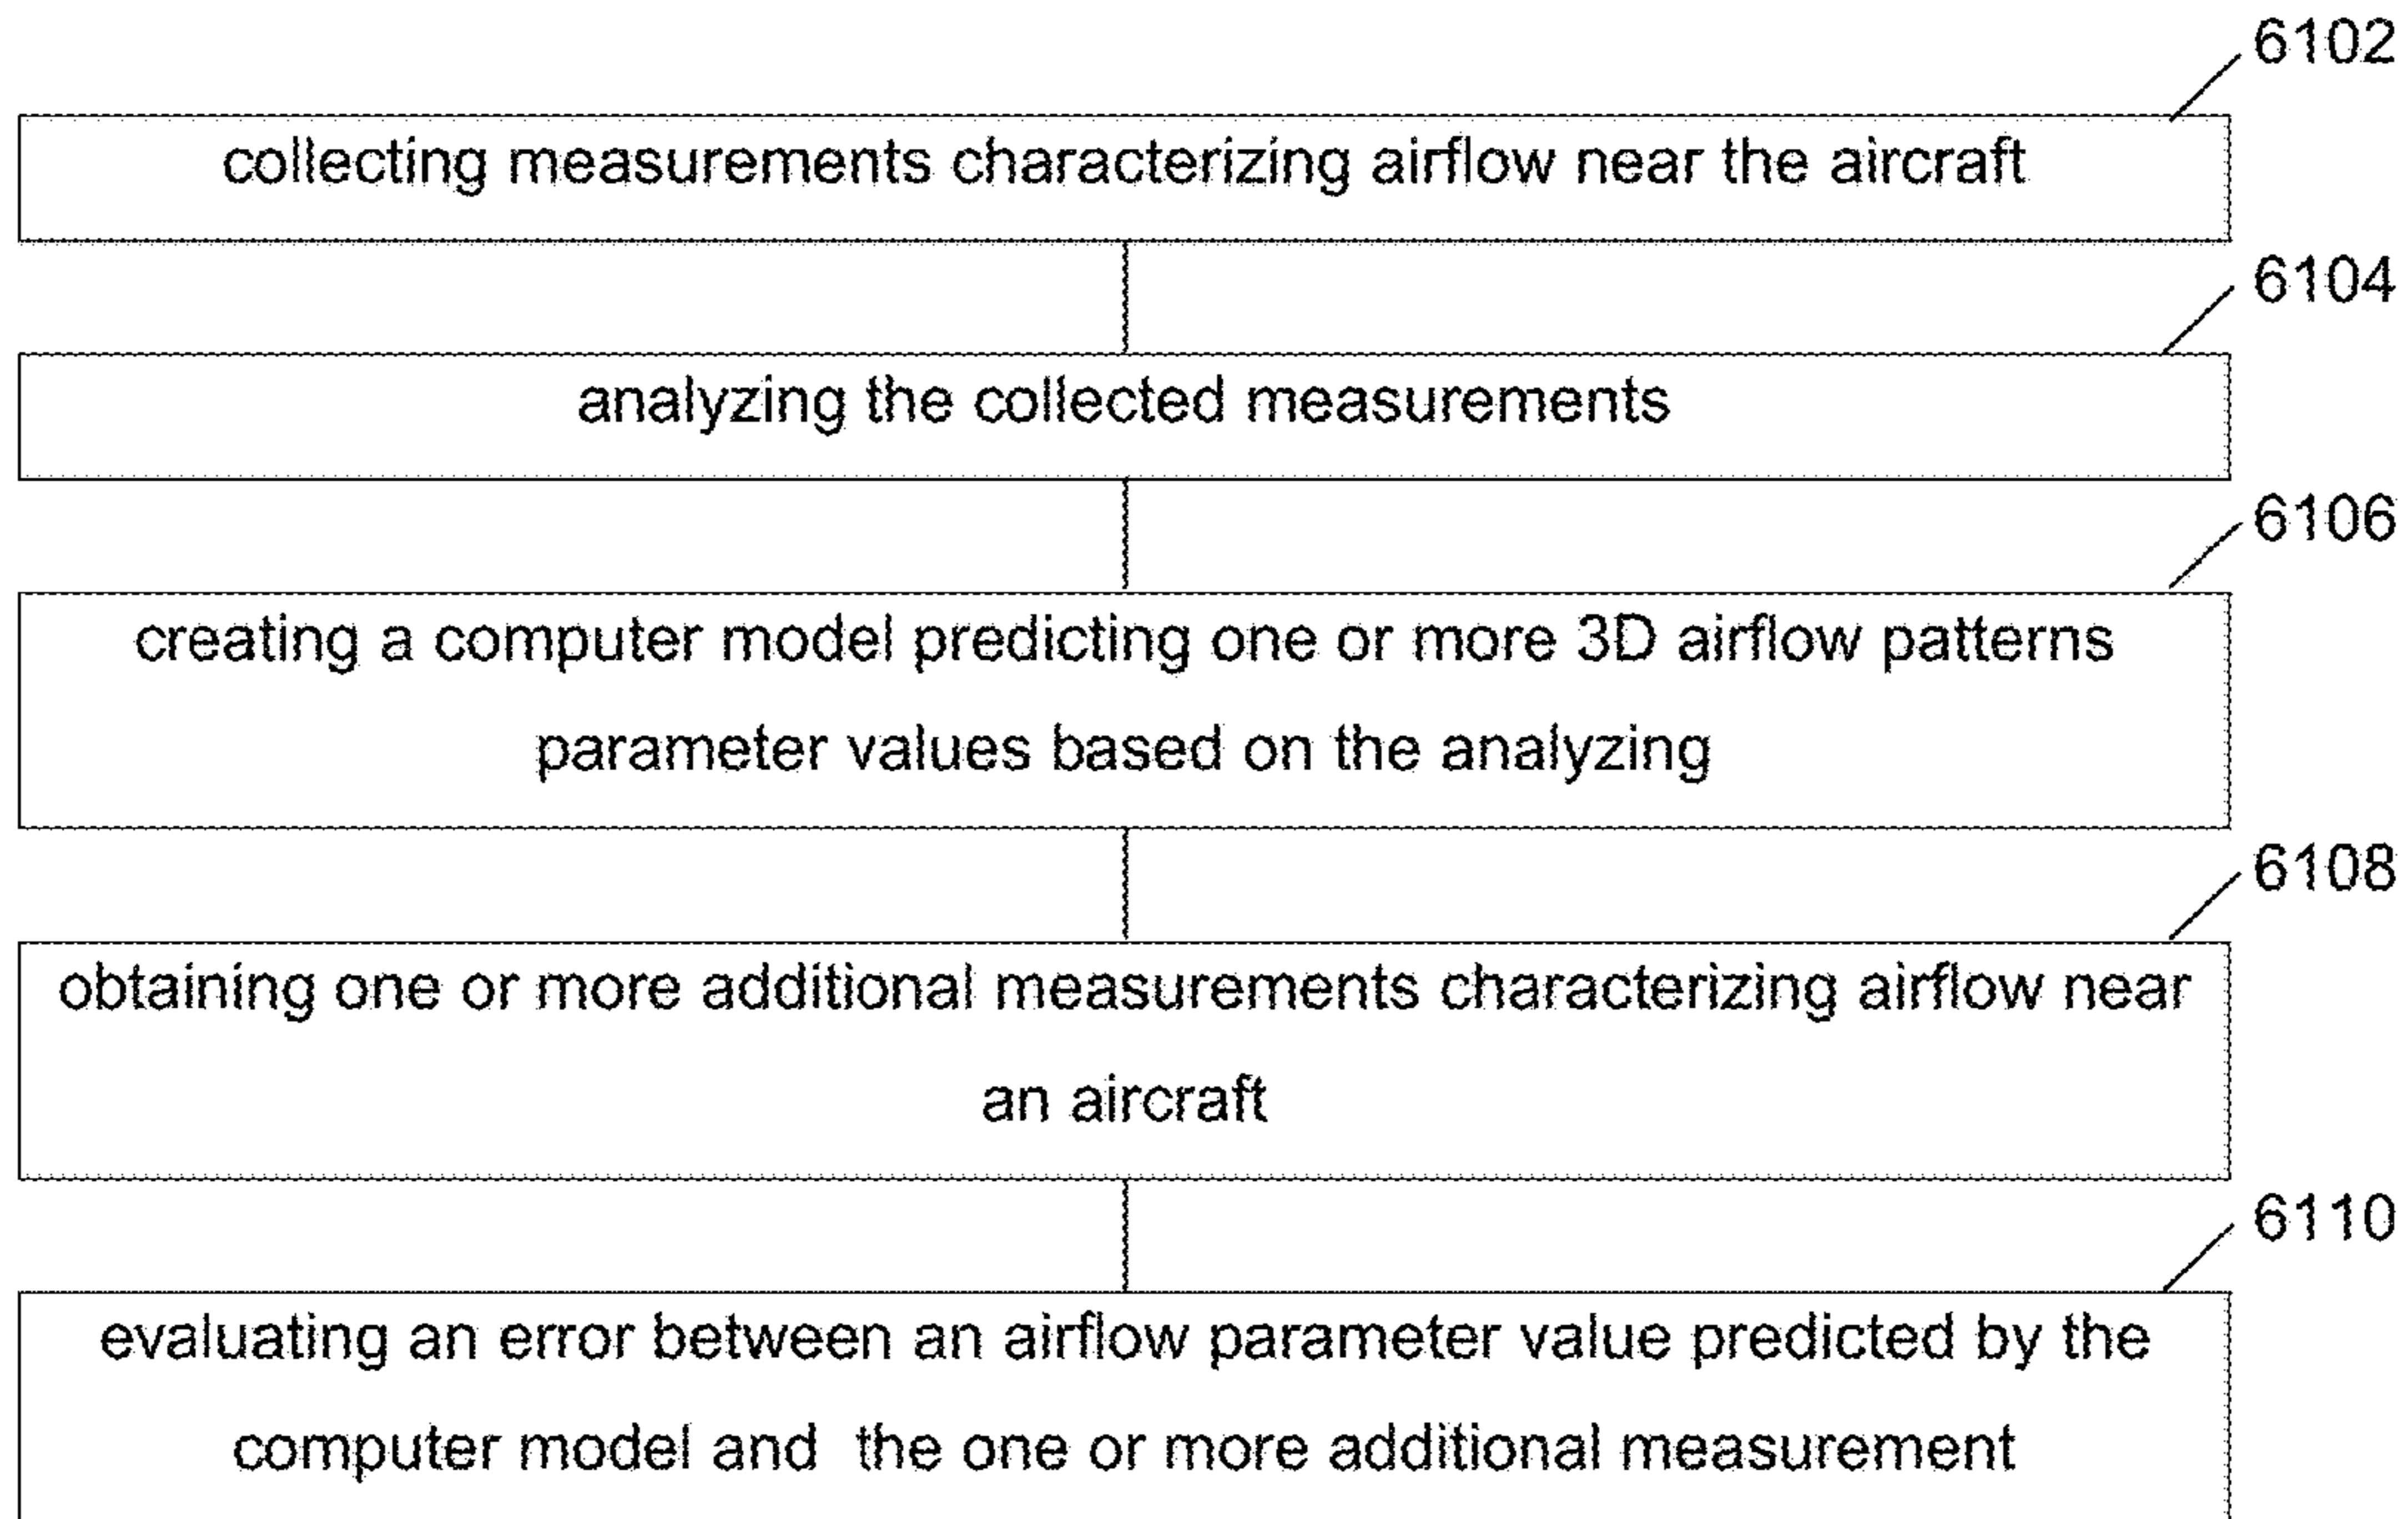 6102
collecting measurements characterizing airflow near the aircraft
6104
analyzing the collected measurements
6106
creating a computer model predicting one or more 3D airflow patterns
parameter values based on the analyzing
6108
obtaining one or more additional measurements characterizing airflow near
an aircraft
6110
evaluating an error between an airflow parameter value predicted by the
computer model and the one or more additional measurement